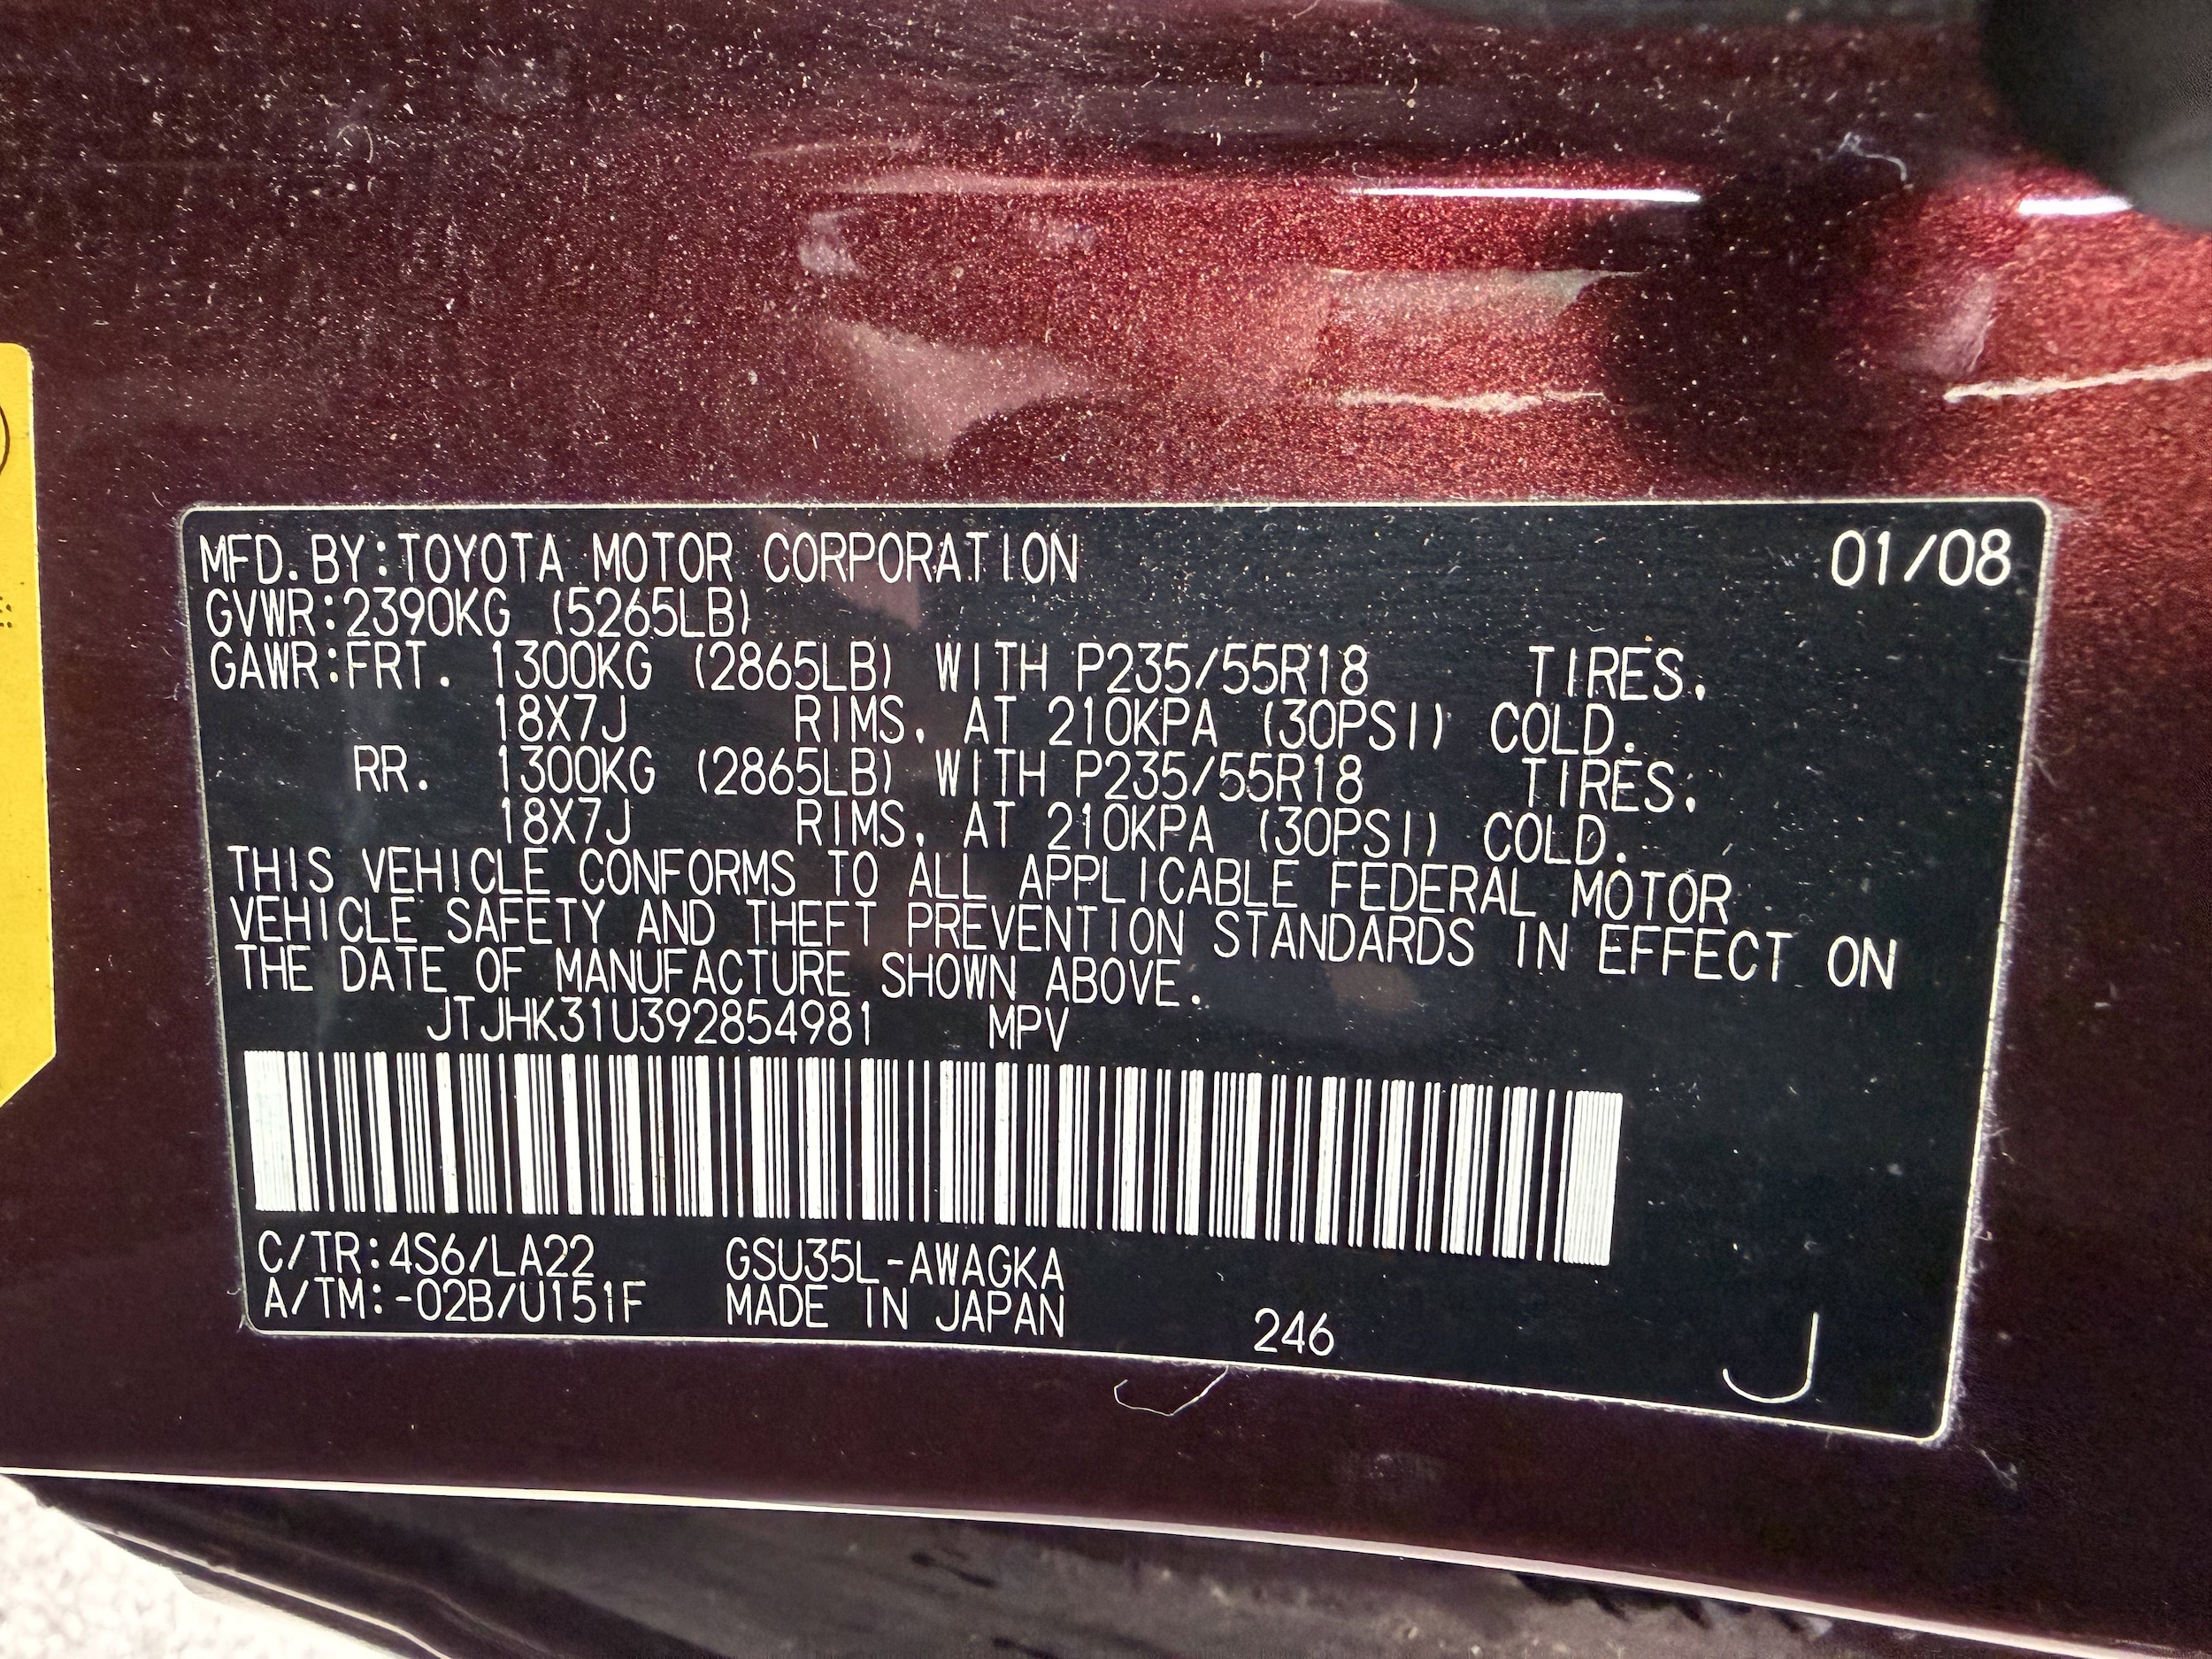 MFD. BY: TOYOTA MOTOR CORPORATION 01/08
GVWR: 2390KG (5265LB)
GAWR: FRT. 1300KG (2865LB) WITH P235/55R18 TIRES.
18X7J RIMS. AT 210KPA (30PSI) COLD.
RR. 1300KG (2865LB) WITH P235/55R18 TIRES.
18X7J RIMS. AT 210KPA (30PSI) COLD.
THIS VEHICLE CONFORMS TO ALL APPLICABLE FEDERAL MOTOR
VEHICLE SAFETY AND THEFT PREVENTION STANDARDS IN EFFECT ON
THE DATE OF MANUFACTURE SHOWN ABOVE.
JTJHK31U392854981 MPV
C/TR: 4S6/LA22 GSU35L-AWAGKA
A/TM: -02B/U151F MADE IN JAPAN 246 J